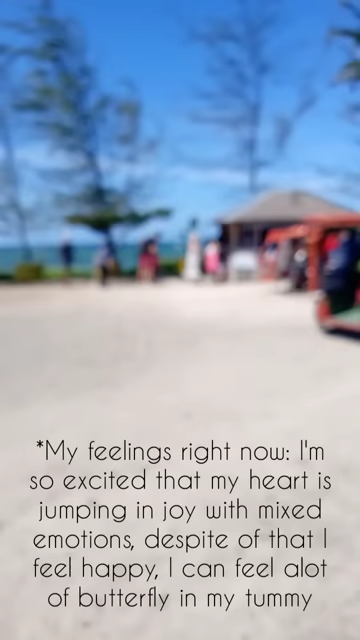 *My feelings right now: I'm
so excited that my heart is
jumping in joy with mixed
emotions, despite of that I
feel happy, I can feel alot
of butterfly in my tummy